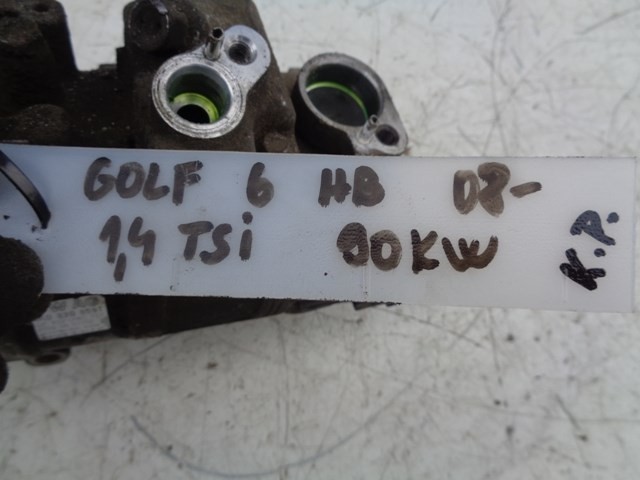 GOLF 6 HB 08-
1,4 TSi 90KW
K.P.